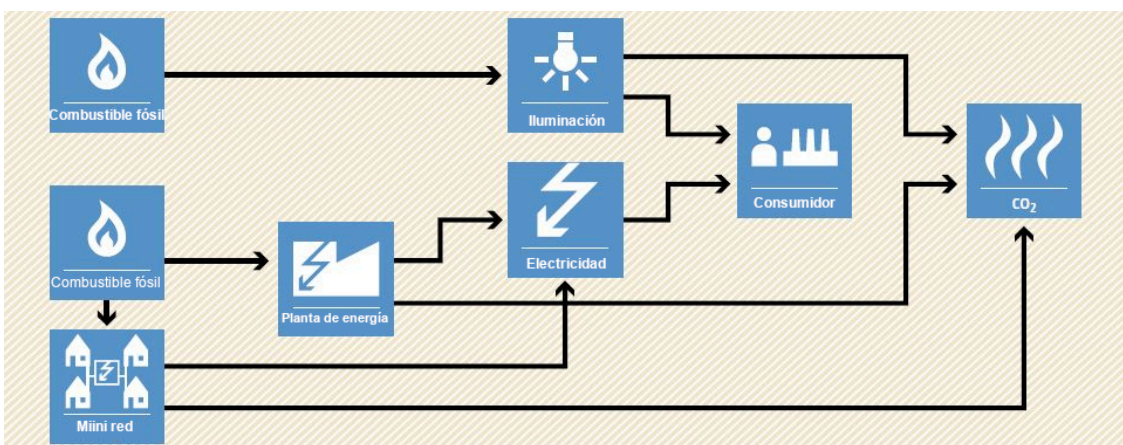 Combustible fósil
Iluminación
Consumidor
CO₂
Combustible fósil
Electricidad
Planta de energía
Miini red